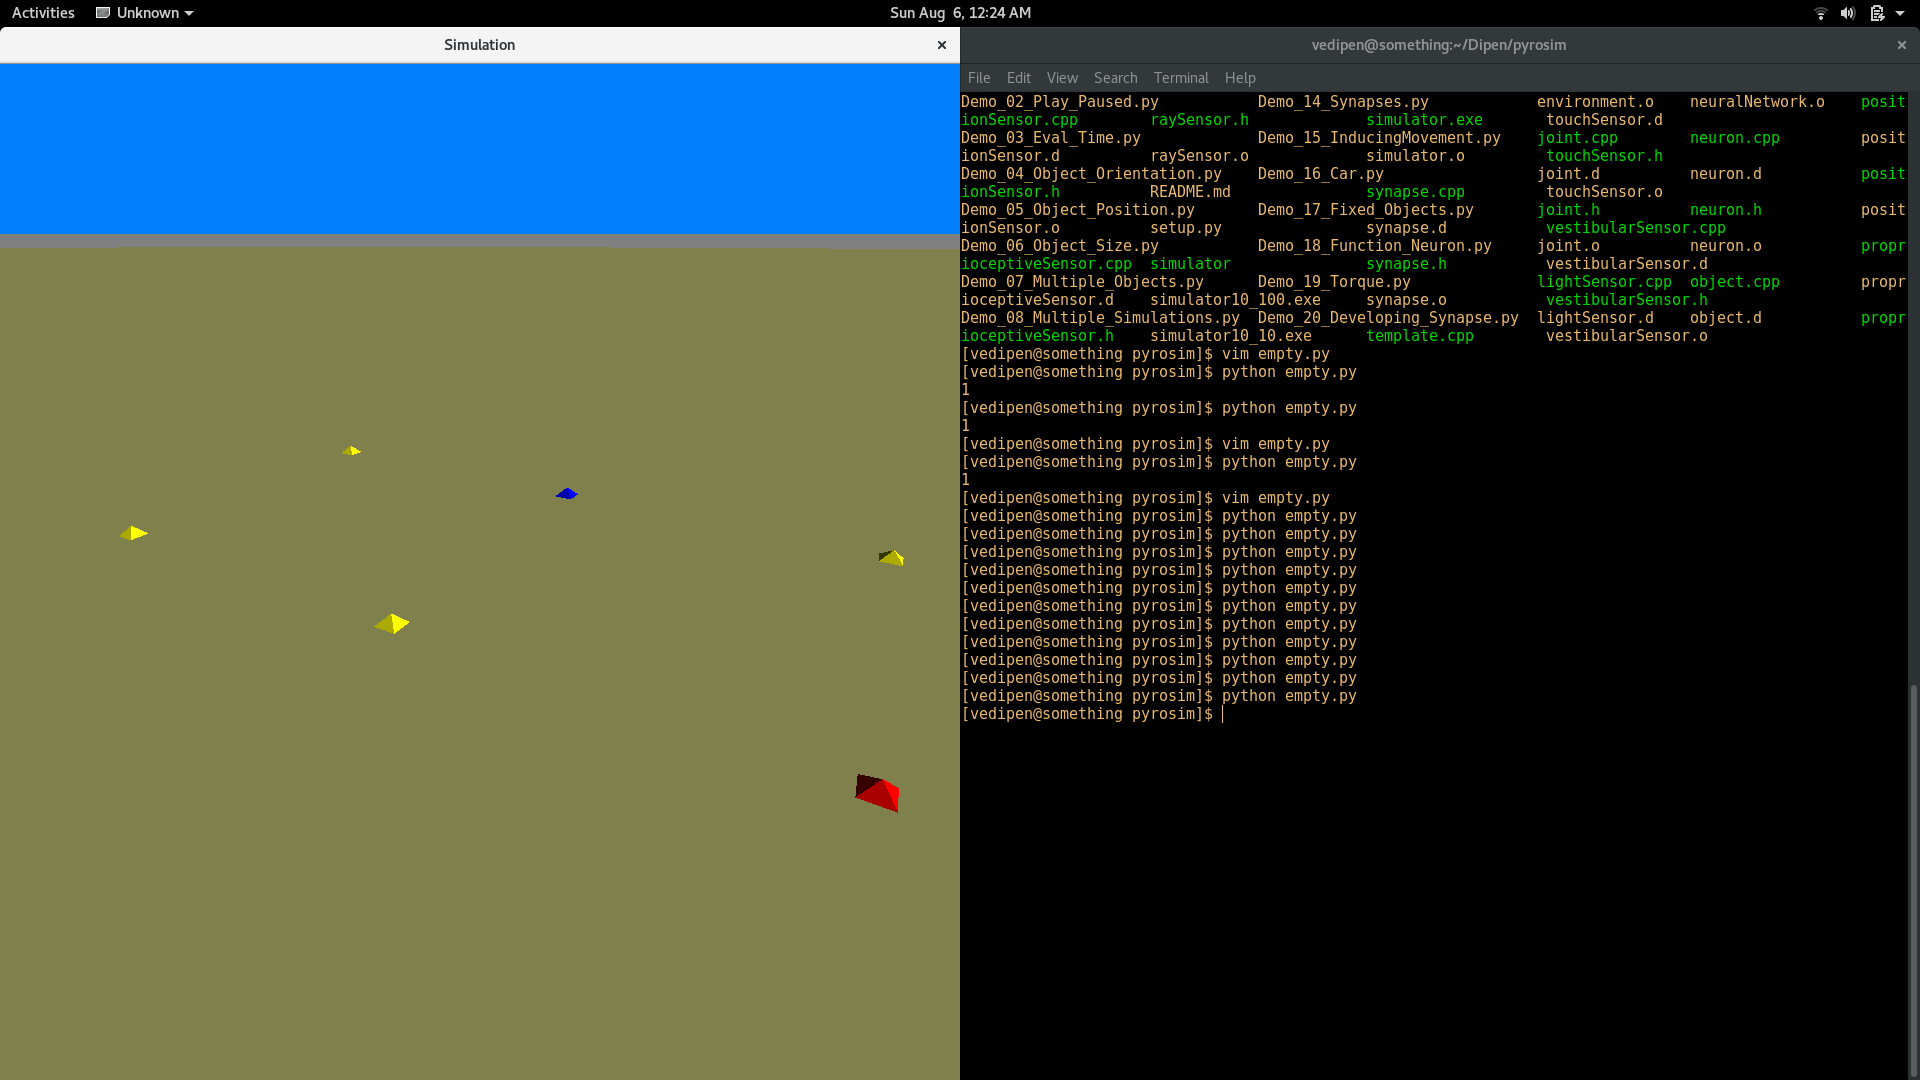 Activities Unknown Sun Aug 6, 12:24 AM
Simulation ×
vedipen@something:~/Dipen/pyrosim ×
File Edit View Search Terminal Help
Demo_02_Play_Paused.py Demo_14_Synapses.py environment.o neuralNetwork.o posit
ionSensor.cpp raySensor.h simulator.exe touchSensor.d
Demo_03_Eval_Time.py Demo_15_InducingMovement.py joint.cpp neuron.cpp posit
ionSensor.d raySensor.o simulator.o touchSensor.h
Demo_04_Object_Orientation.py Demo_16_Car.py joint.d neuron.d posit
ionSensor.h README.md synapse.cpp touchSensor.o
Demo_05_Object_Position.py Demo_17_Fixed_Objects.py joint.h neuron.h posit
ionSensor.o setup.py synapse.d vestibularSensor.cpp
Demo_06_Object_Size.py Demo_18_Function_Neuron.py joint.o neuron.o propr
ioceptiveSensor.cpp simulator synapse.h vestibularSensor.d
Demo_07_Multiple_Objects.py Demo_19_Torque.py lightSensor.cpp object.cpp propr
ioceptiveSensor.d simulator10_100.exe synapse.o vestibularSensor.h
Demo_08_Multiple_Simulations.py Demo_20_Developing_Synapse.py lightSensor.d object.d propr
ioceptiveSensor.h simulator10_10.exe template.cpp vestibularSensor.o
[vedipen@something pyrosim]$ vim empty.py
[vedipen@something pyrosim]$ python empty.py
1
[vedipen@something pyrosim]$ python empty.py
1
[vedipen@something pyrosim]$ vim empty.py
[vedipen@something pyrosim]$ python empty.py
1
[vedipen@something pyrosim]$ vim empty.py
[vedipen@something pyrosim]$ python empty.py
[vedipen@something pyrosim]$ python empty.py
[vedipen@something pyrosim]$ python empty.py
[vedipen@something pyrosim]$ python empty.py
[vedipen@something pyrosim]$ python empty.py
[vedipen@something pyrosim]$ python empty.py
[vedipen@something pyrosim]$ python empty.py
[vedipen@something pyrosim]$ python empty.py
[vedipen@something pyrosim]$ python empty.py
[vedipen@something pyrosim]$ python empty.py
[vedipen@something pyrosim]$ python empty.py
[vedipen@something pyrosim]$